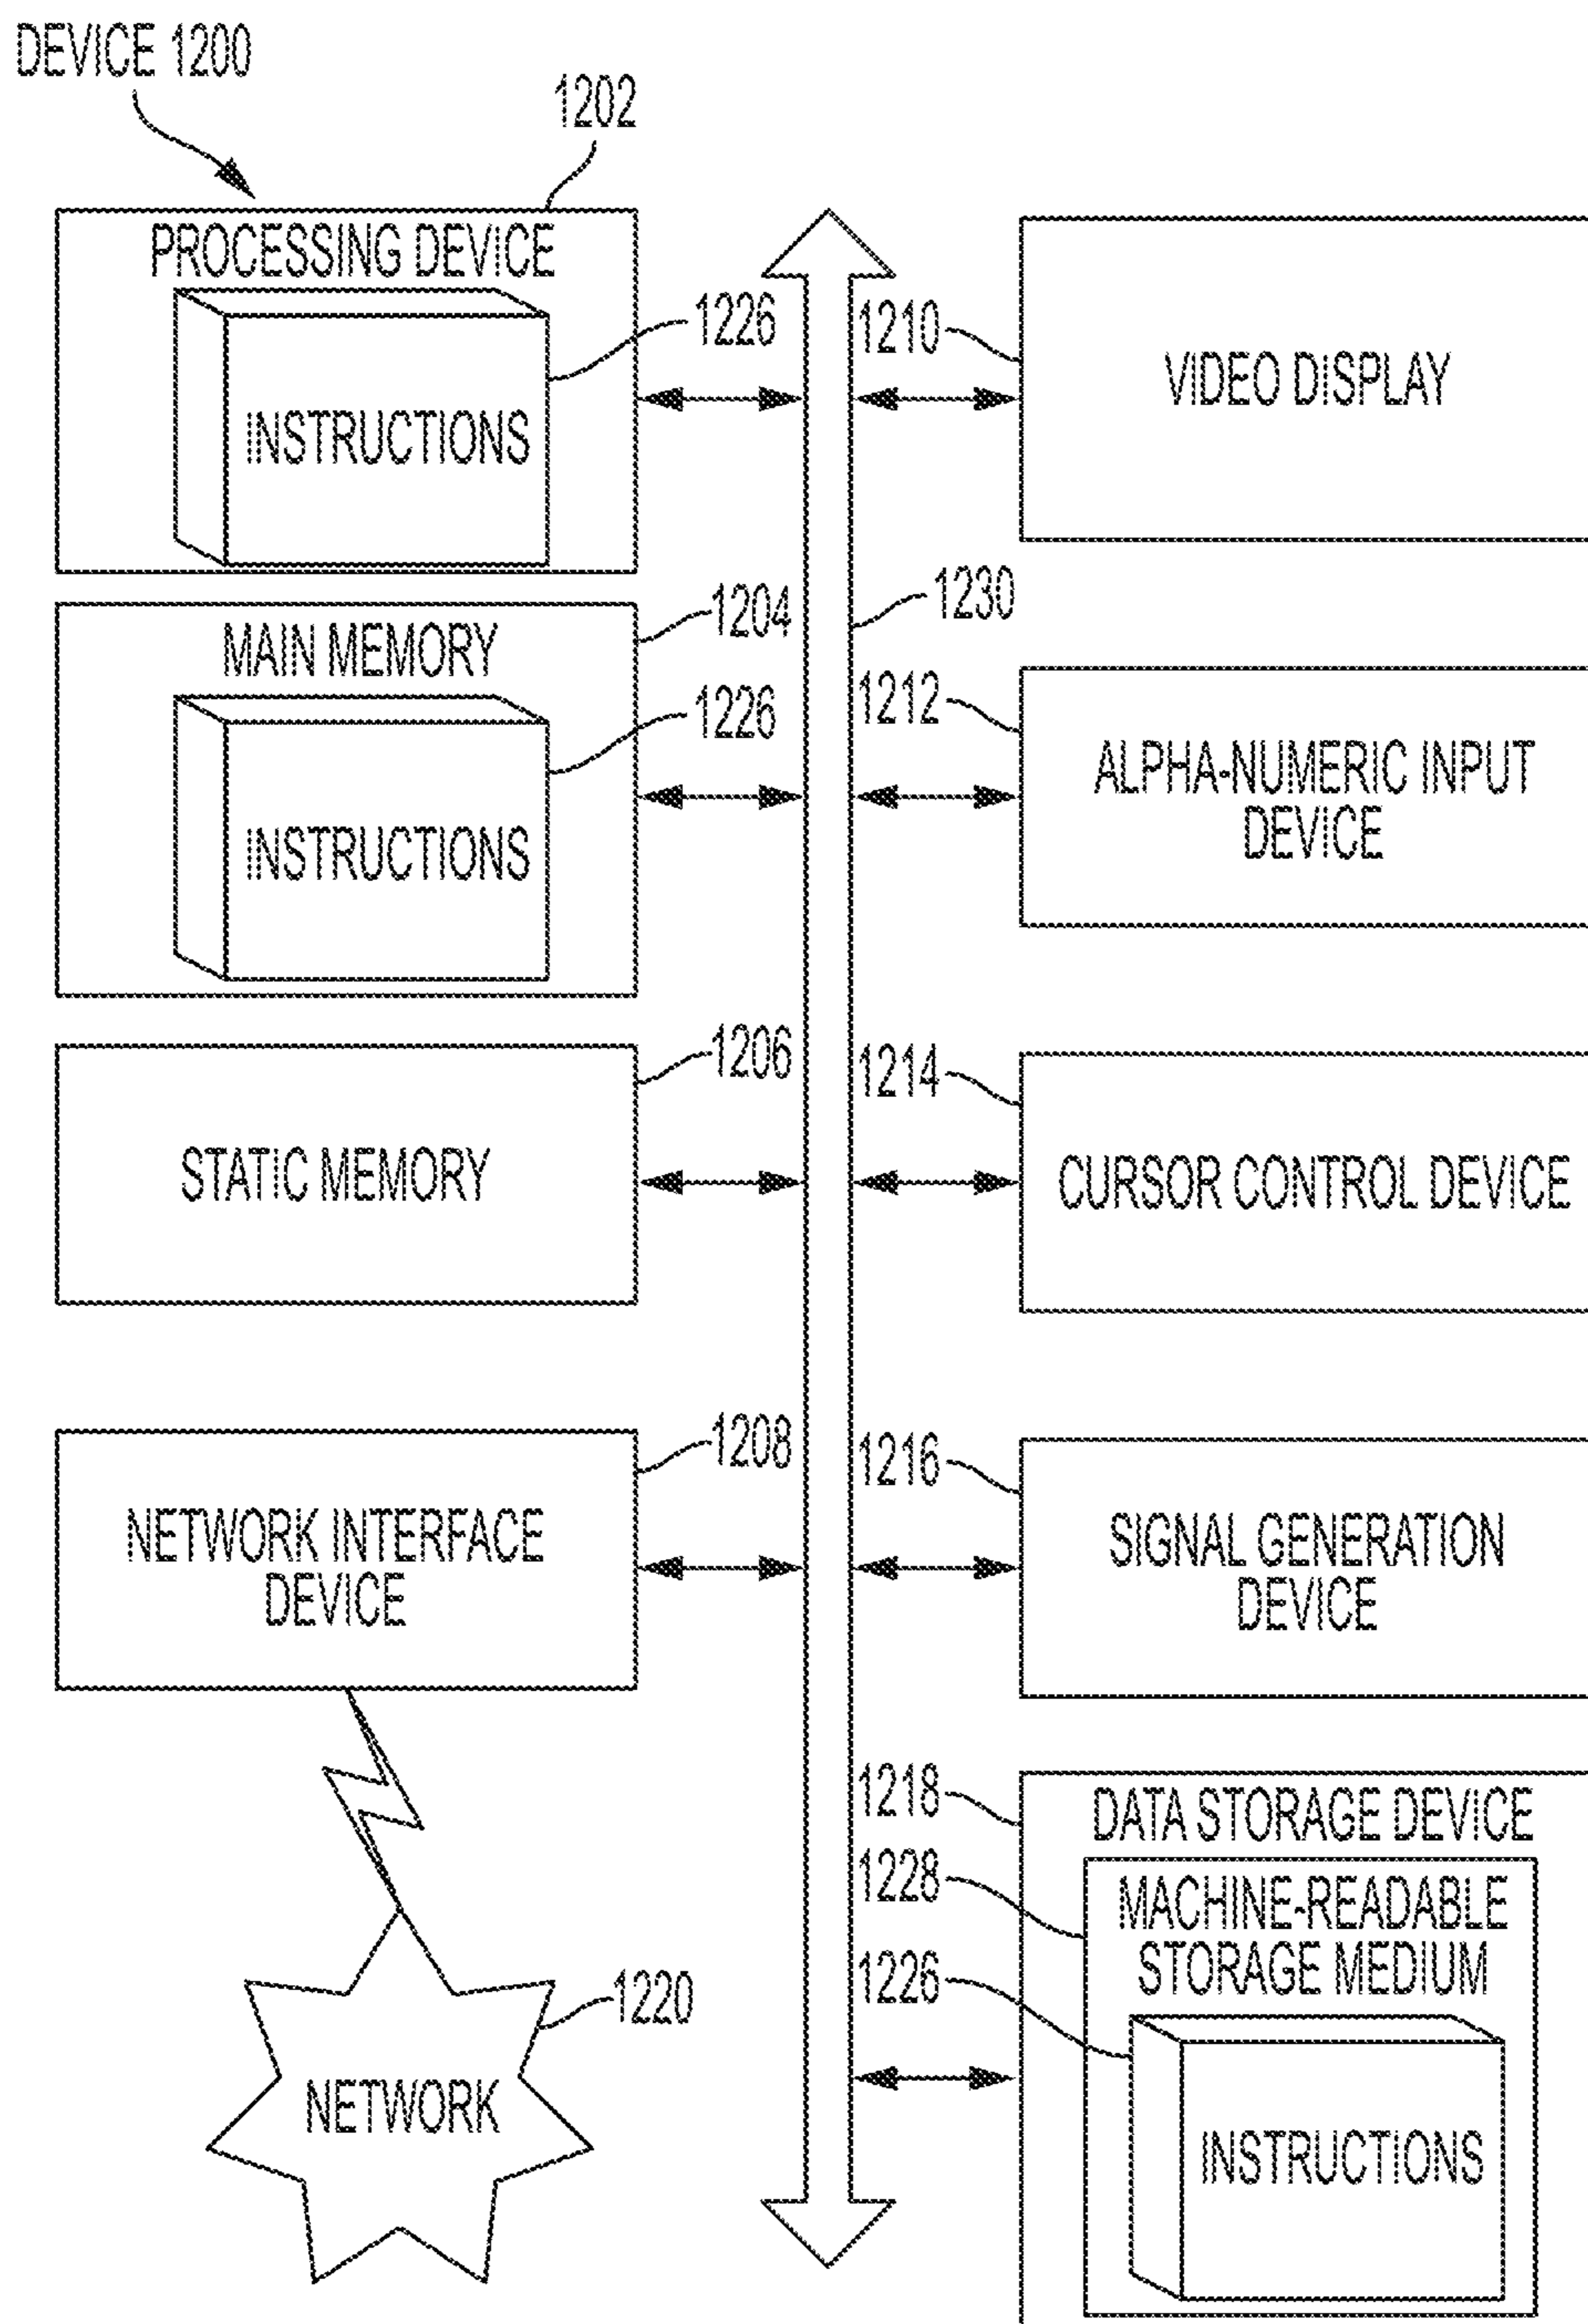 DEVICE 1200
1202
PROCESSING DEVICE
1226
INSTRUCTIONS
1204
MAIN MEMORY
1226
INSTRUCTIONS
1206
STATIC MEMORY
1208
NETWORK INTERFACE
DEVICE
1220
NETWORK
1230
1210
VIDEO DISPLAY
1212
ALPHA-NUMERIC INPUT
DEVICE
1214
CURSOR CONTROL DEVICE
1216
SIGNAL GENERATION
DEVICE
1218
DATA STORAGE DEVICE
1228
MACHINE-READABLE
STORAGE MEDIUM
1226
INSTRUCTIONS